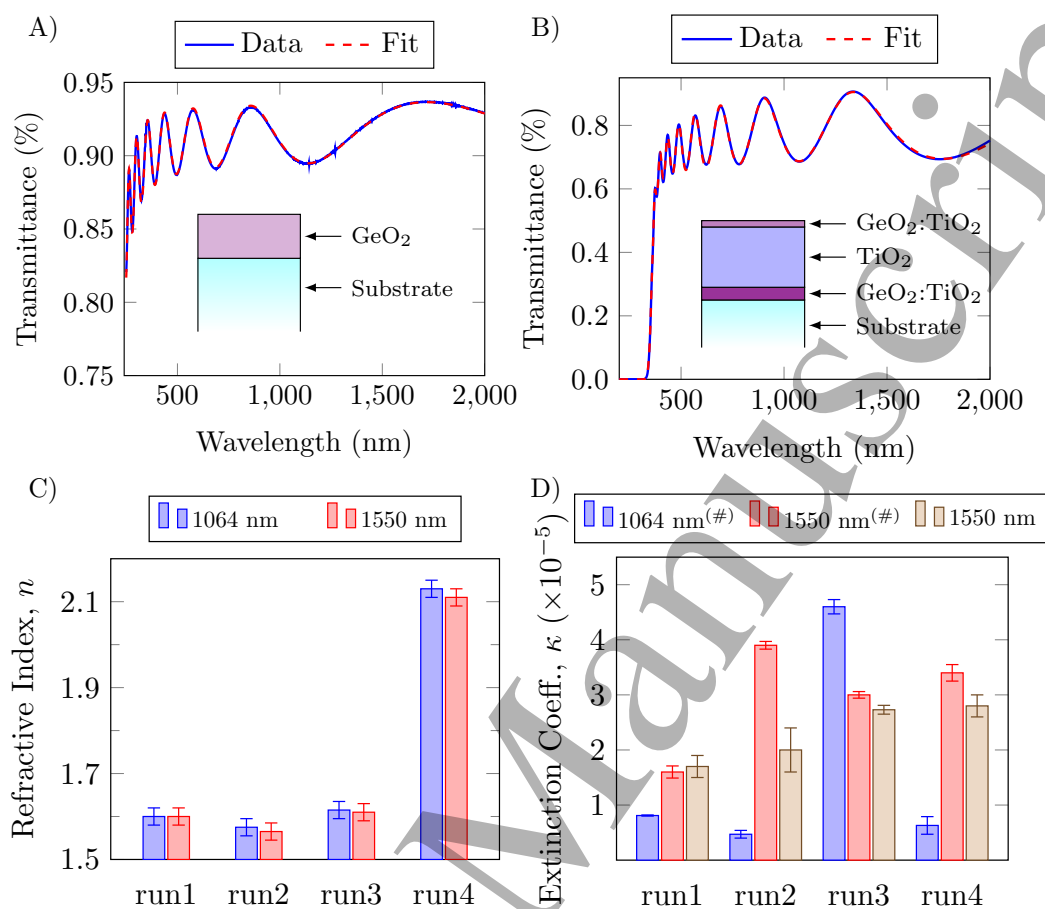 A)
Data Fit
Transmittance (%)
0.95
0.90
0.85
0.80
0.75
GeO₂
Substrate
500 1,000 1,500 2,000
Wavelength (nm)
B)
Data Fit
Transmittance (%)
1.0
0.8
0.6
0.4
0.2
0.0
GeO₂:TiO₂
TiO₂
GeO₂:TiO₂
Substrate
500 1,000 1,500 2,000
Wavelength (nm)
C)
1064 nm 1550 nm
Refractive Index, n
2.1
1.9
1.7
1.5
run1 run2 run3 run4
D)
1064 nm(#) 1550 nm(#) 1550 nm
Extinction Coeff., κ (×10⁻⁵)
5
4
3
2
1
run1 run2 run3 run4
Manuscrip